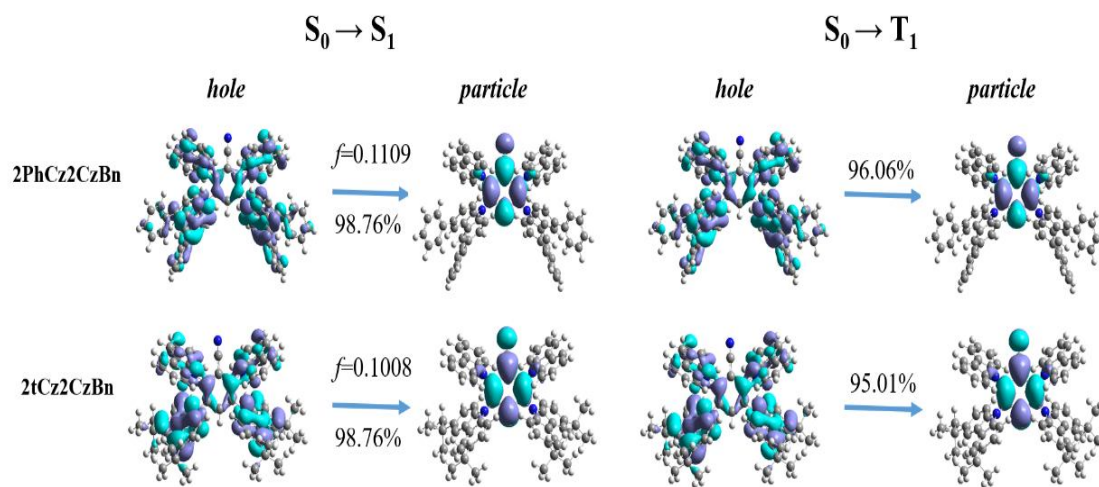 S₀ → S₁ S₀ → T₁
hole particle hole particle
2PhCz2CzBn f=0.1109 98.76% 96.06%
2tCz2CzBn f=0.1008 98.76% 95.01%